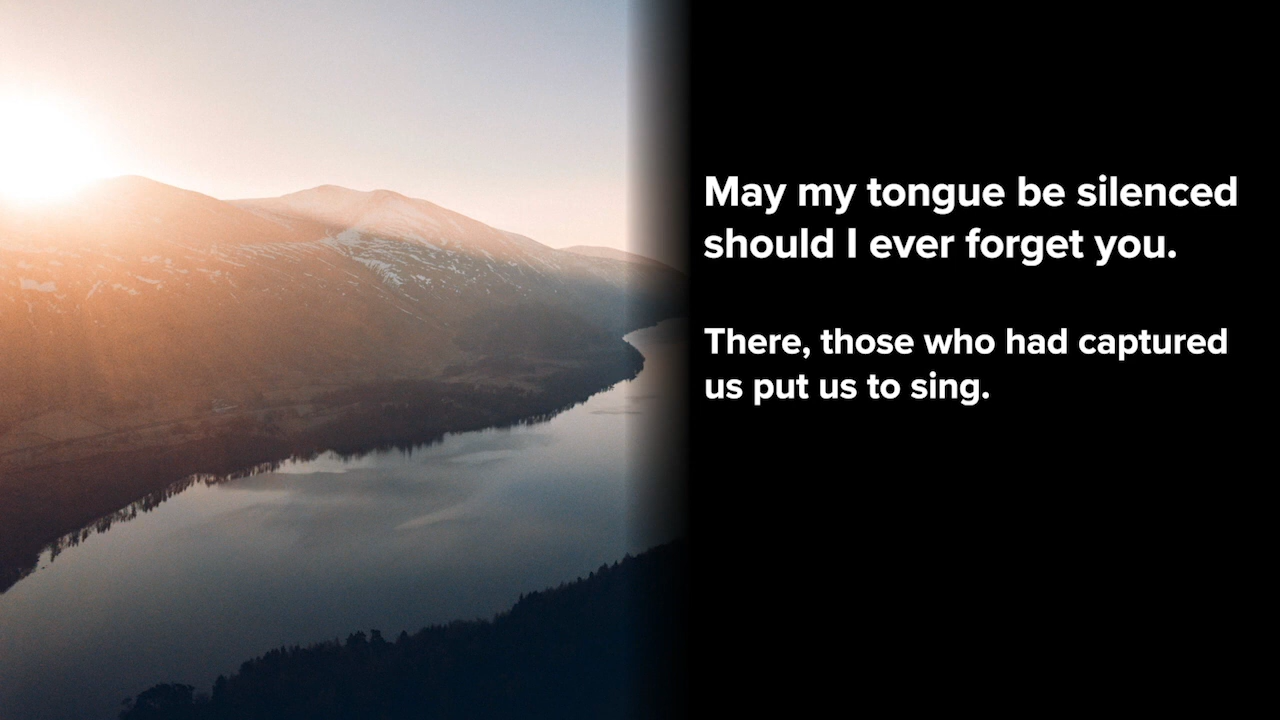 May my tongue be silenced
should I ever forget you.
There, those who had captured
us put us to sing.